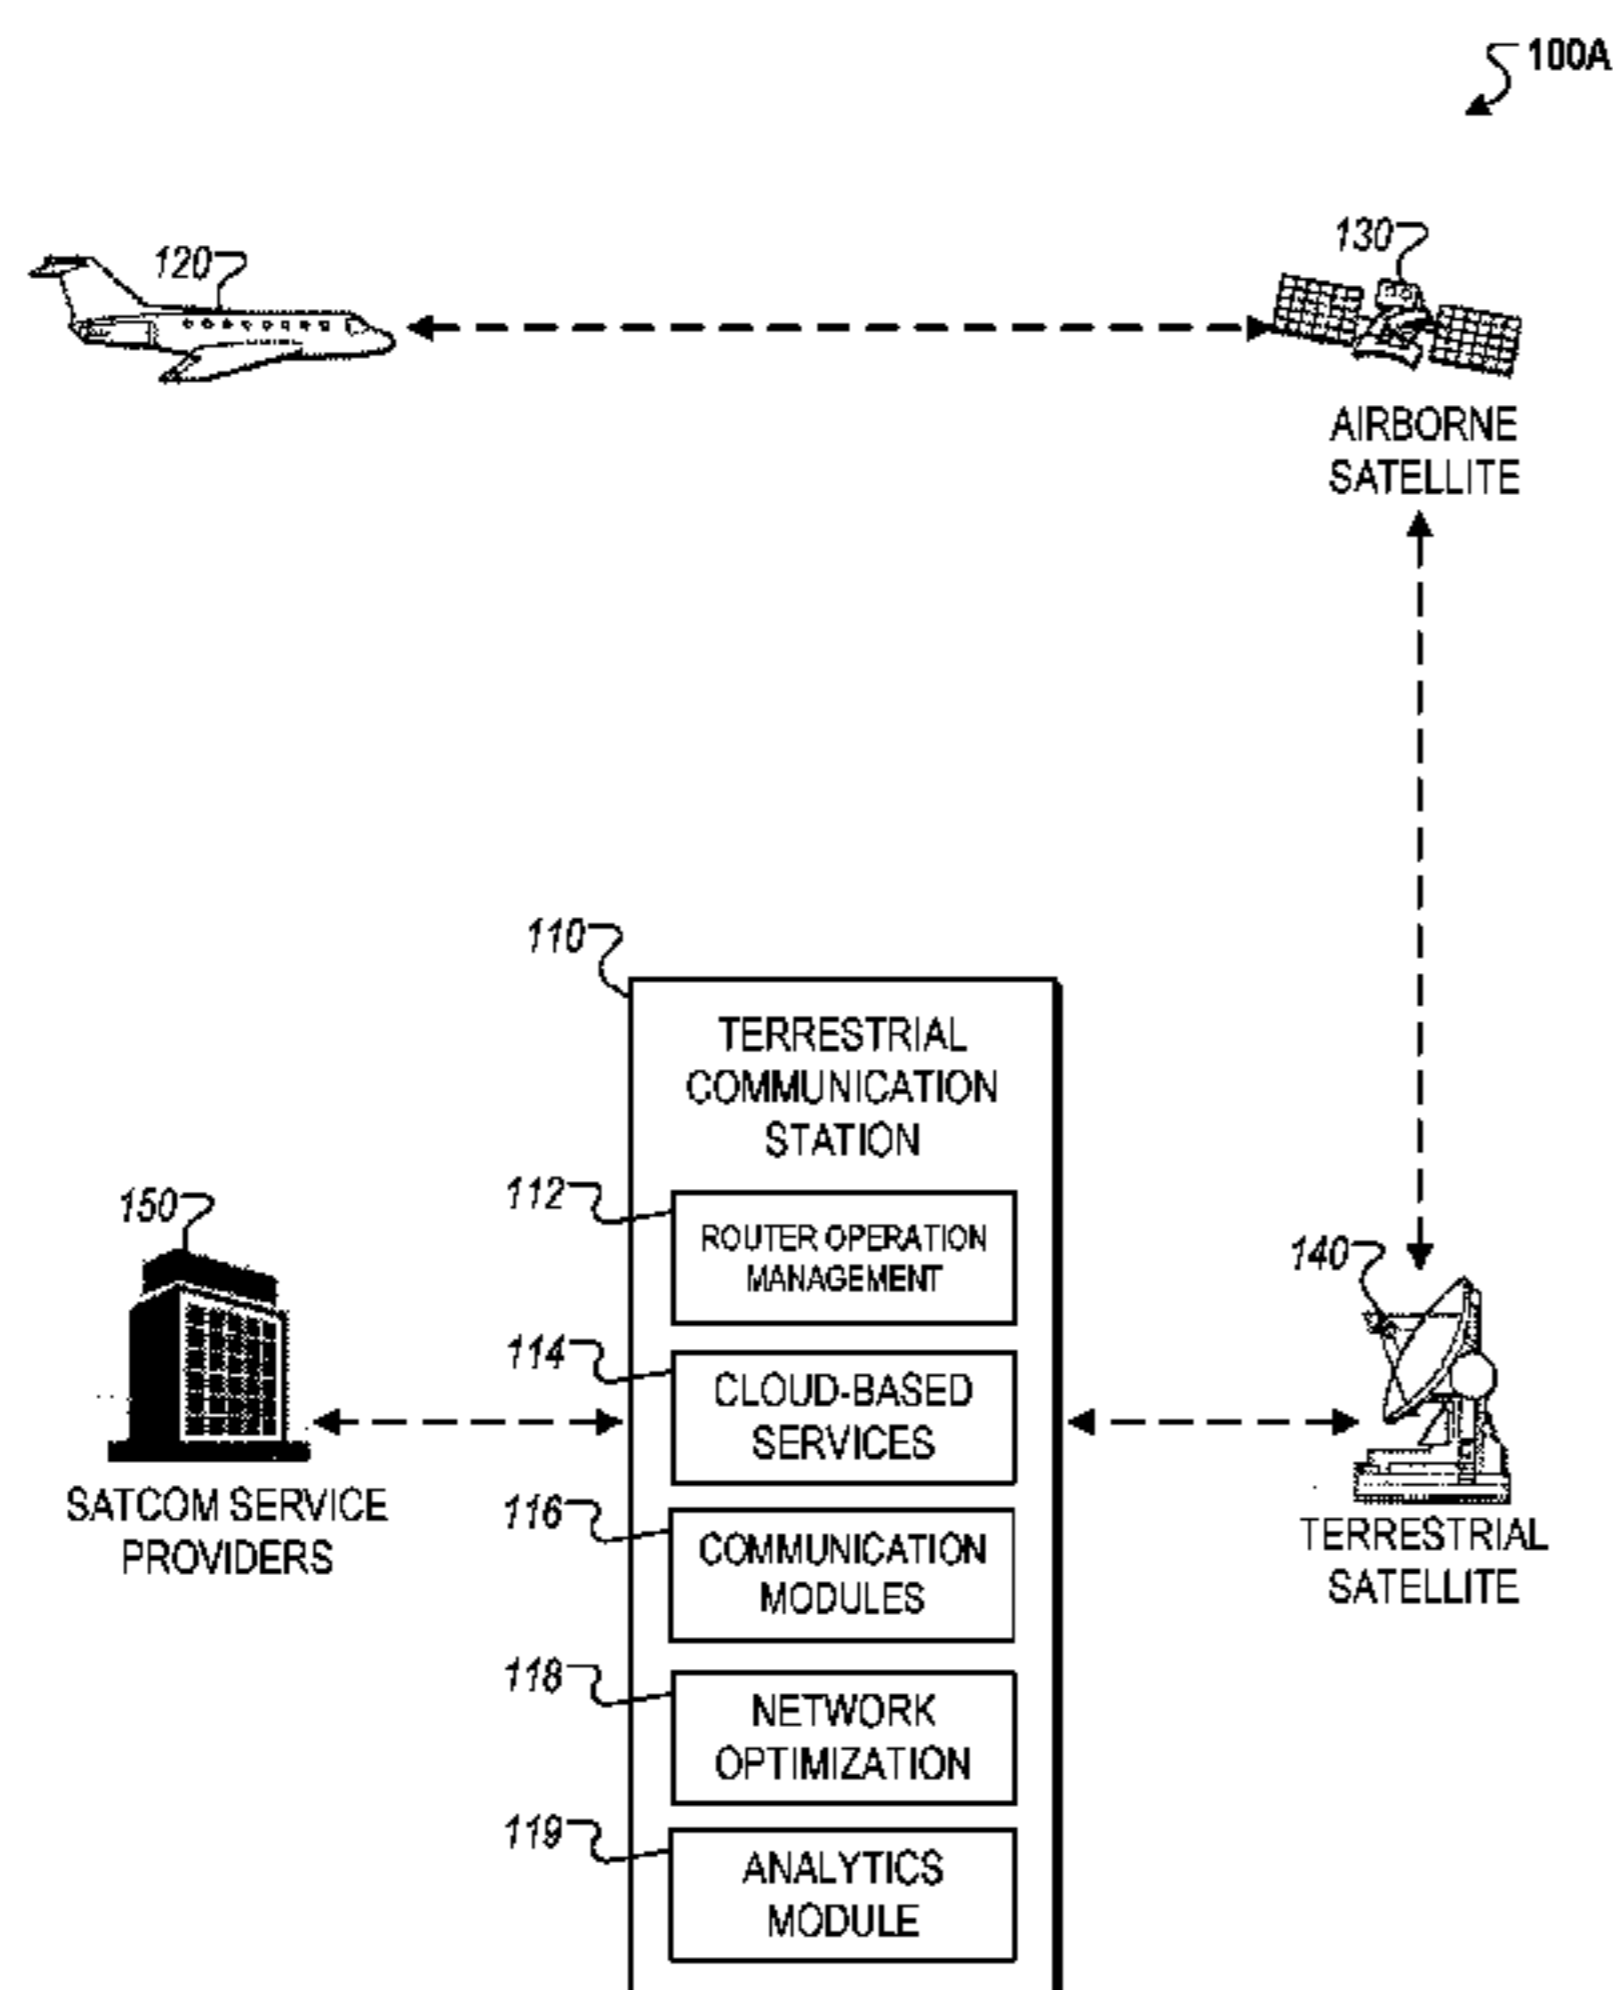 100A
120
130
AIRBORNE
SATELLITE
110
TERRESTRIAL
COMMUNICATION
STATION
112
ROUTER OPERATION
MANAGEMENT
150
140
114
CLOUD-BASED
SERVICES
SATCOM SERVICE
PROVIDERS
116
COMMUNICATION
MODULES
TERRESTRIAL
SATELLITE
118
NETWORK
OPTIMIZATION
119
ANALYTICS
MODULE